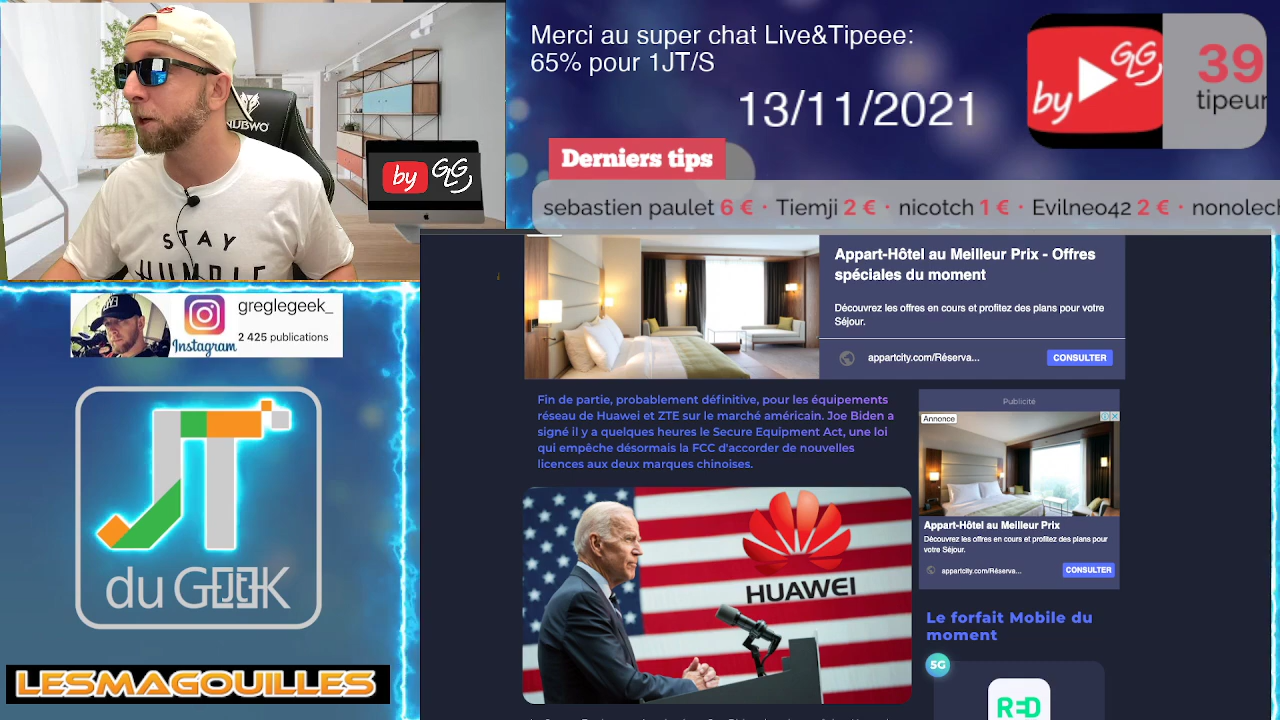 Merci au super chat Live&Tipeee:
65% pour 1JT/S
13/11/2021
by
GLG
39
tipeur
Derniers tips
sebastien paulet 6 € · Tiemji 2 € · nicotch 1 € · Evilneo42 2 € · nonolech
NUBWO
by GLG
STAY
HUMBLE
greglegeek_
2 425 publications
Instagram
JT
du GEEK
LESMAGOUILLES
Appart-Hôtel au Meilleur Prix - Offres
spéciales du moment
Découvrez les offres en cours et profitez des plans pour votre
Séjour.
appartcity.com/Réserva...
CONSULTER
Fin de partie, probablement définitive, pour les équipements
réseau de Huawei et ZTE sur le marché américain. Joe Biden a
signé il y a quelques heures le Secure Equipment Act, une loi
qui empêche désormais la FCC d'accorder de nouvelles
licences aux deux marques chinoises.
HUAWEI
Publicité
Annonce
Appart-Hôtel au Meilleur Prix
Découvrez les offres en cours et profitez des plans pour
votre Séjour.
appartcity.com/Réserva...
CONSULTER
Le forfait Mobile du
moment
5G
RED